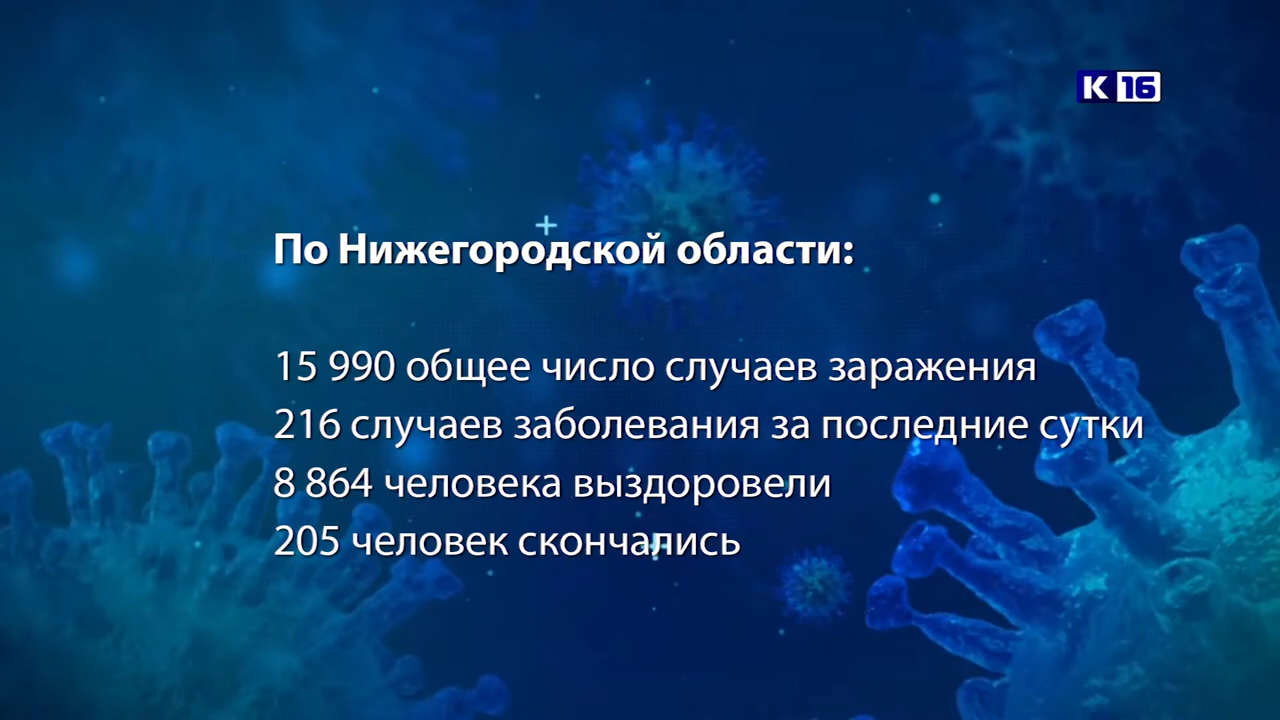 К 16
По Нижегородской области:
15 990 общее число случаев заражения
216 случаев заболевания за последние сутки
8 864 человека выздоровели
205 человек скончались